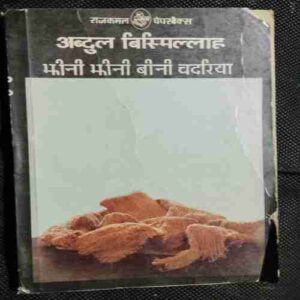 राजकमल पेपरबैक्स
अब्दुल बिस्मिल्लाह
झीनी झीनी बीनी चदरिया